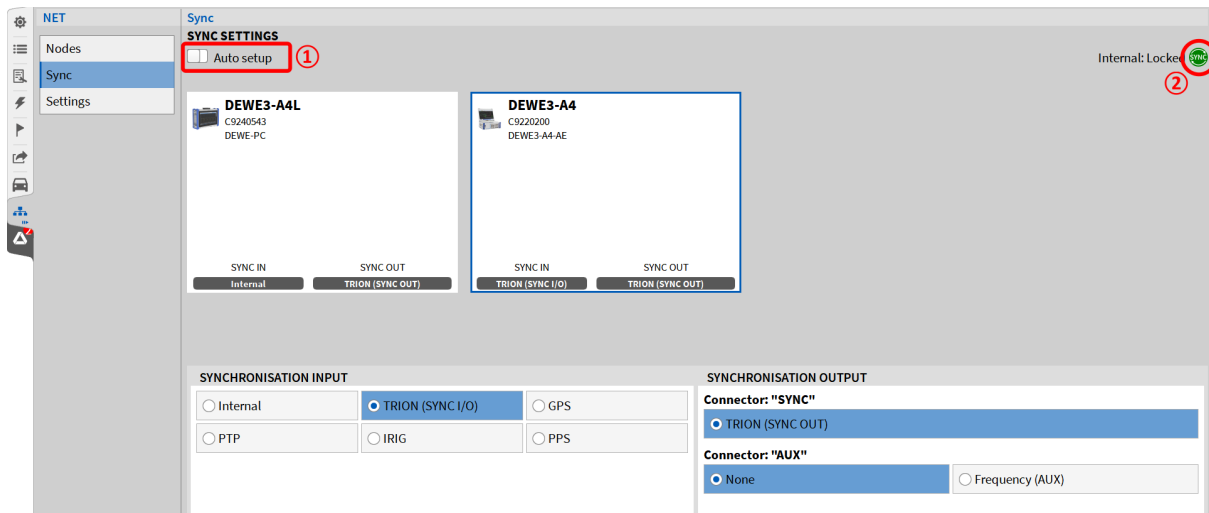 NET
Nodes
Sync
Settings
Sync
SYNC SETTINGS
Auto setup
①
Internal: Locked
SYNC
②
DEWE3-A4L
C9240543
DEWE-PC
SYNC IN
SYNC OUT
Internal
TRION (SYNC OUT)
DEWE3-A4
C9220200
DEWE3-A4-AE
SYNC IN
SYNC OUT
TRION (SYNC I/O)
TRION (SYNC OUT)
SYNCHRONISATION INPUT
Internal
TRION (SYNC I/O)
GPS
PTP
IRIG
PPS
SYNCHRONISATION OUTPUT
Connector: "SYNC"
TRION (SYNC OUT)
Connector: "AUX"
None
Frequency (AUX)